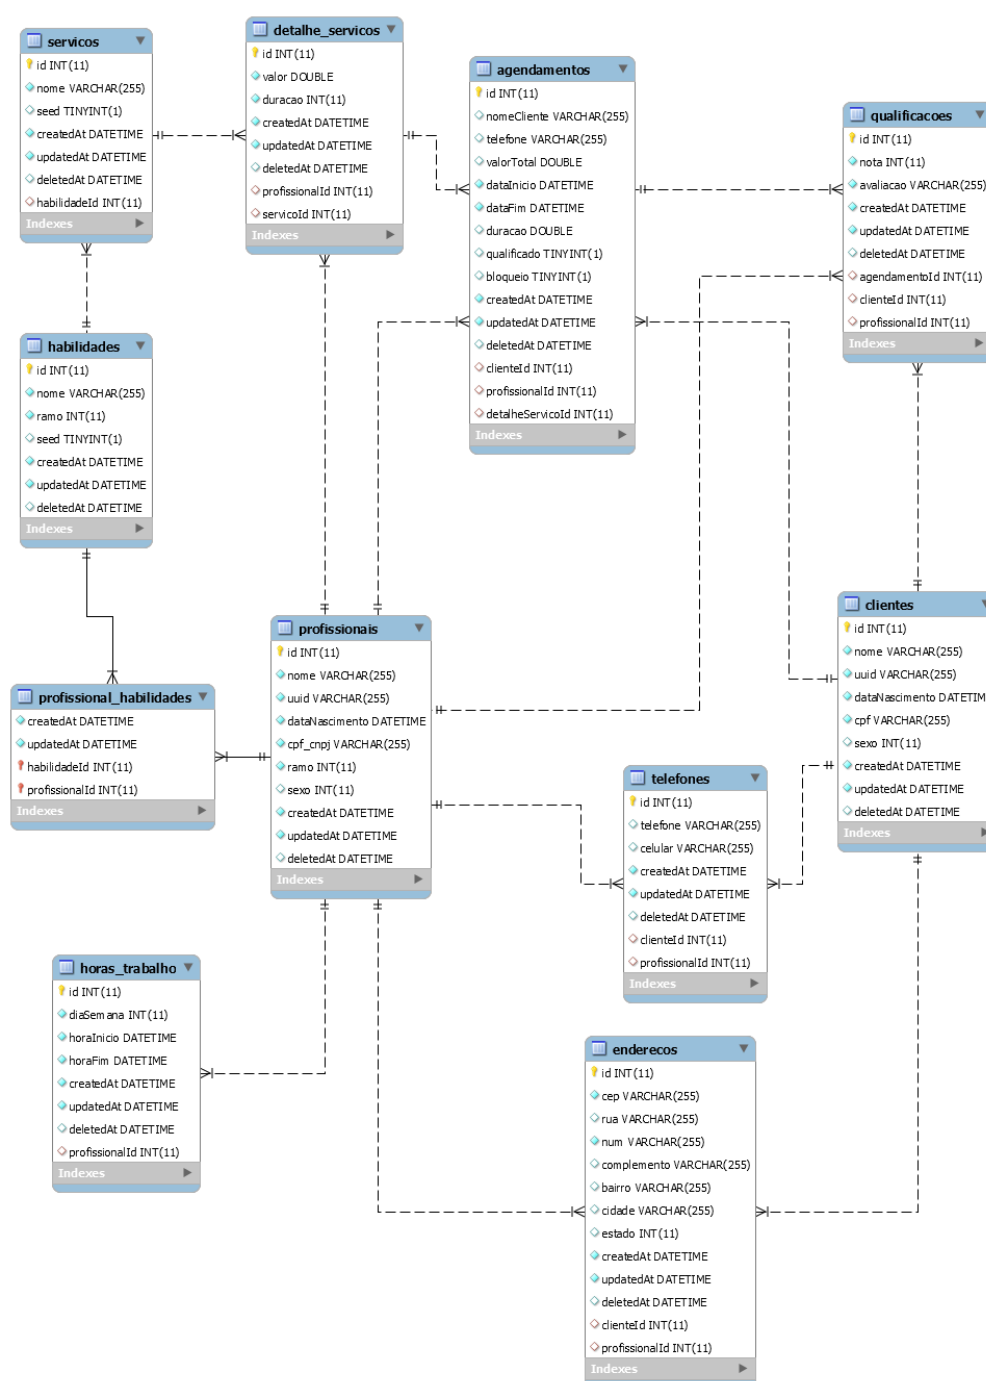 servicos
id INT(11)
nome VARCHAR(255)
seed TINYINT(1)
createdAt DATETIME
updatedAt DATETIME
deletedAt DATETIME
habilidadeId INT(11)
Indexes
detalhe_servicos
id INT(11)
valor DOUBLE
duracao INT(11)
createdAt DATETIME
updatedAt DATETIME
deletedAt DATETIME
profissionalId INT(11)
servicoId INT(11)
Indexes
agendamentos
id INT(11)
nomeCliente VARCHAR(255)
telefone VARCHAR(255)
valorTotal DOUBLE
dataInicio DATETIME
dataFim DATETIME
duracao DOUBLE
qualificado TINYINT(1)
bloqueio TINYINT(1)
createdAt DATETIME
updatedAt DATETIME
deletedAt DATETIME
clienteId INT(11)
profissionalId INT(11)
detalheServicoId INT(11)
Indexes
qualificacoes
id INT(11)
nota INT(11)
avaliacao VARCHAR(255)
createdAt DATETIME
updatedAt DATETIME
deletedAt DATETIME
agendamentoId INT(11)
clienteId INT(11)
profissionalId INT(11)
Indexes
habilidades
id INT(11)
nome VARCHAR(255)
ramo INT(11)
seed TINYINT(1)
createdAt DATETIME
updatedAt DATETIME
deletedAt DATETIME
Indexes
profissional_habilidades
createdAt DATETIME
updatedAt DATETIME
habilidadeId INT(11)
profissionalId INT(11)
Indexes
profissionais
id INT(11)
nome VARCHAR(255)
uuid VARCHAR(255)
dataNascimento DATETIME
cpf_cnpj VARCHAR(255)
ramo INT(11)
sexo INT(11)
createdAt DATETIME
updatedAt DATETIME
deletedAt DATETIME
Indexes
clientes
id INT(11)
nome VARCHAR(255)
uuid VARCHAR(255)
dataNascimento DATETIM
cpf VARCHAR(255)
sexo INT(11)
createdAt DATETIME
updatedAt DATETIME
deletedAt DATETIME
Indexes
telefones
id INT(11)
telefone VARCHAR(255)
celular VARCHAR(255)
createdAt DATETIME
updatedAt DATETIME
deletedAt DATETIME
clienteId INT(11)
profissionalId INT(11)
Indexes
horas_trabalho
id INT(11)
diaSemana INT(11)
horaInicio DATETIME
horaFim DATETIME
createdAt DATETIME
updatedAt DATETIME
deletedAt DATETIME
profissionalId INT(11)
Indexes
enderecos
id INT(11)
cep VARCHAR(255)
rua VARCHAR(255)
num VARCHAR(255)
complemento VARCHAR(255)
bairro VARCHAR(255)
cidade VARCHAR(255)
estado INT(11)
createdAt DATETIME
updatedAt DATETIME
deletedAt DATETIME
clienteId INT(11)
profissionalId INT(11)
Indexes